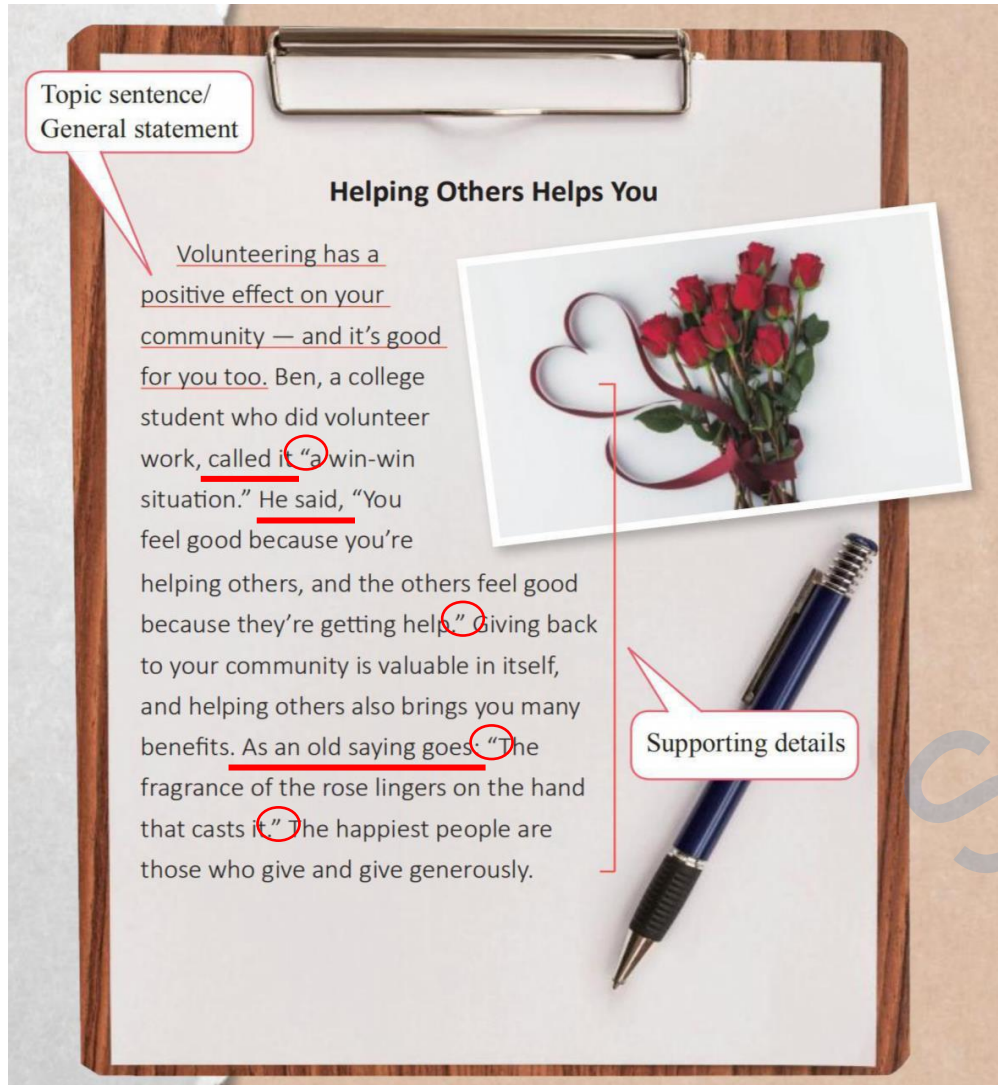 Topic sentence/
General statement
Helping Others Helps You
Volunteering has a
positive effect on your
community — and it’s good
for you too. Ben, a college
student who did volunteer
work, called it “a win-win
situation.” He said, “You
feel good because you’re
helping others, and the others feel good
because they’re getting help.” Giving back
to your community is valuable in itself,
and helping others also brings you many
benefits. As an old saying goes: “The
fragrance of the rose lingers on the hand
that casts it.” The happiest people are
those who give and give generously.
Supporting details